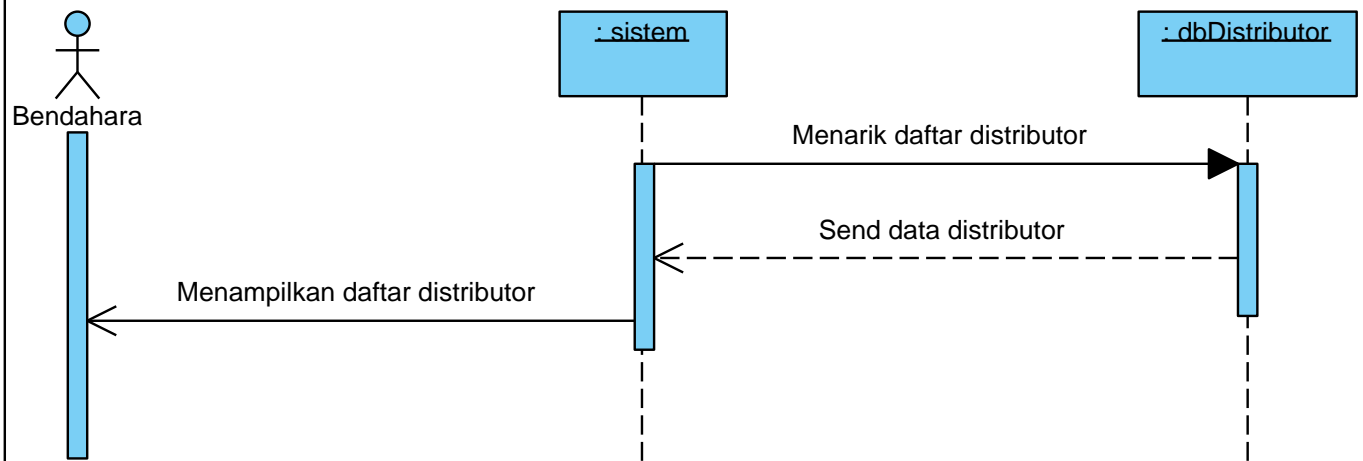 : sistem
: dbDistributor
Bendahara
Menarik daftar distributor
Send data distributor
Menampilkan daftar distributor